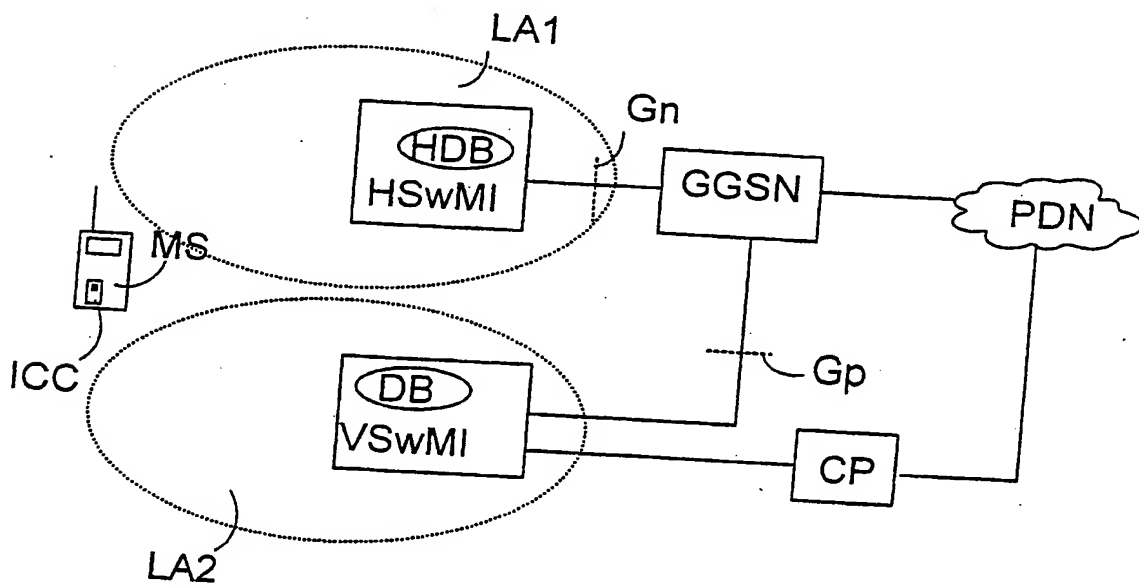 LA1
Gn
HDB
HSwMI
GGSN
PDN
MS
ICC
Gp
DB
VSwMI
CP
LA2